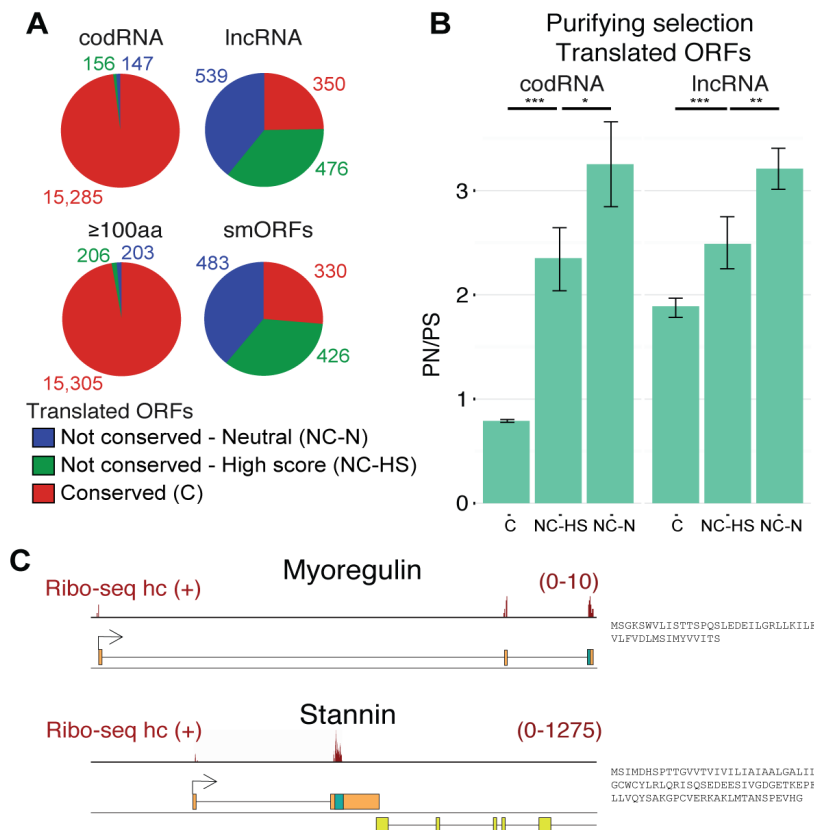 A
codRNA
lncRNA
156
147
539
350
15,285
476
≥100aa
smORFs
206
203
483
330
15,305
426
Translated ORFs
Not conserved - Neutral (NC-N)
Not conserved - High score (NC-HS)
Conserved (C)
B
Purifying selection
Translated ORFs
codRNA
lncRNA
***
*
***
**
PN/PS
3
2
1
0
C
NC-HS
NC-N
C
NC-HS
NC-N
C
Myoregulin
Ribo-seq hc (+)
(0-10)
MSGKSWVLISTTSPQSLEDEILGRLLKILF
VLFVDLMSIMYVVITS
Stannin
Ribo-seq hc (+)
(0-1275)
MSIMDHSPTTGVVTVIVILIAIAALGALII
GCWCYLRLQRISQSEDEESIVGDGETKEPF
LLVQYSAKGPCVERKAKLMTANSPEVHG